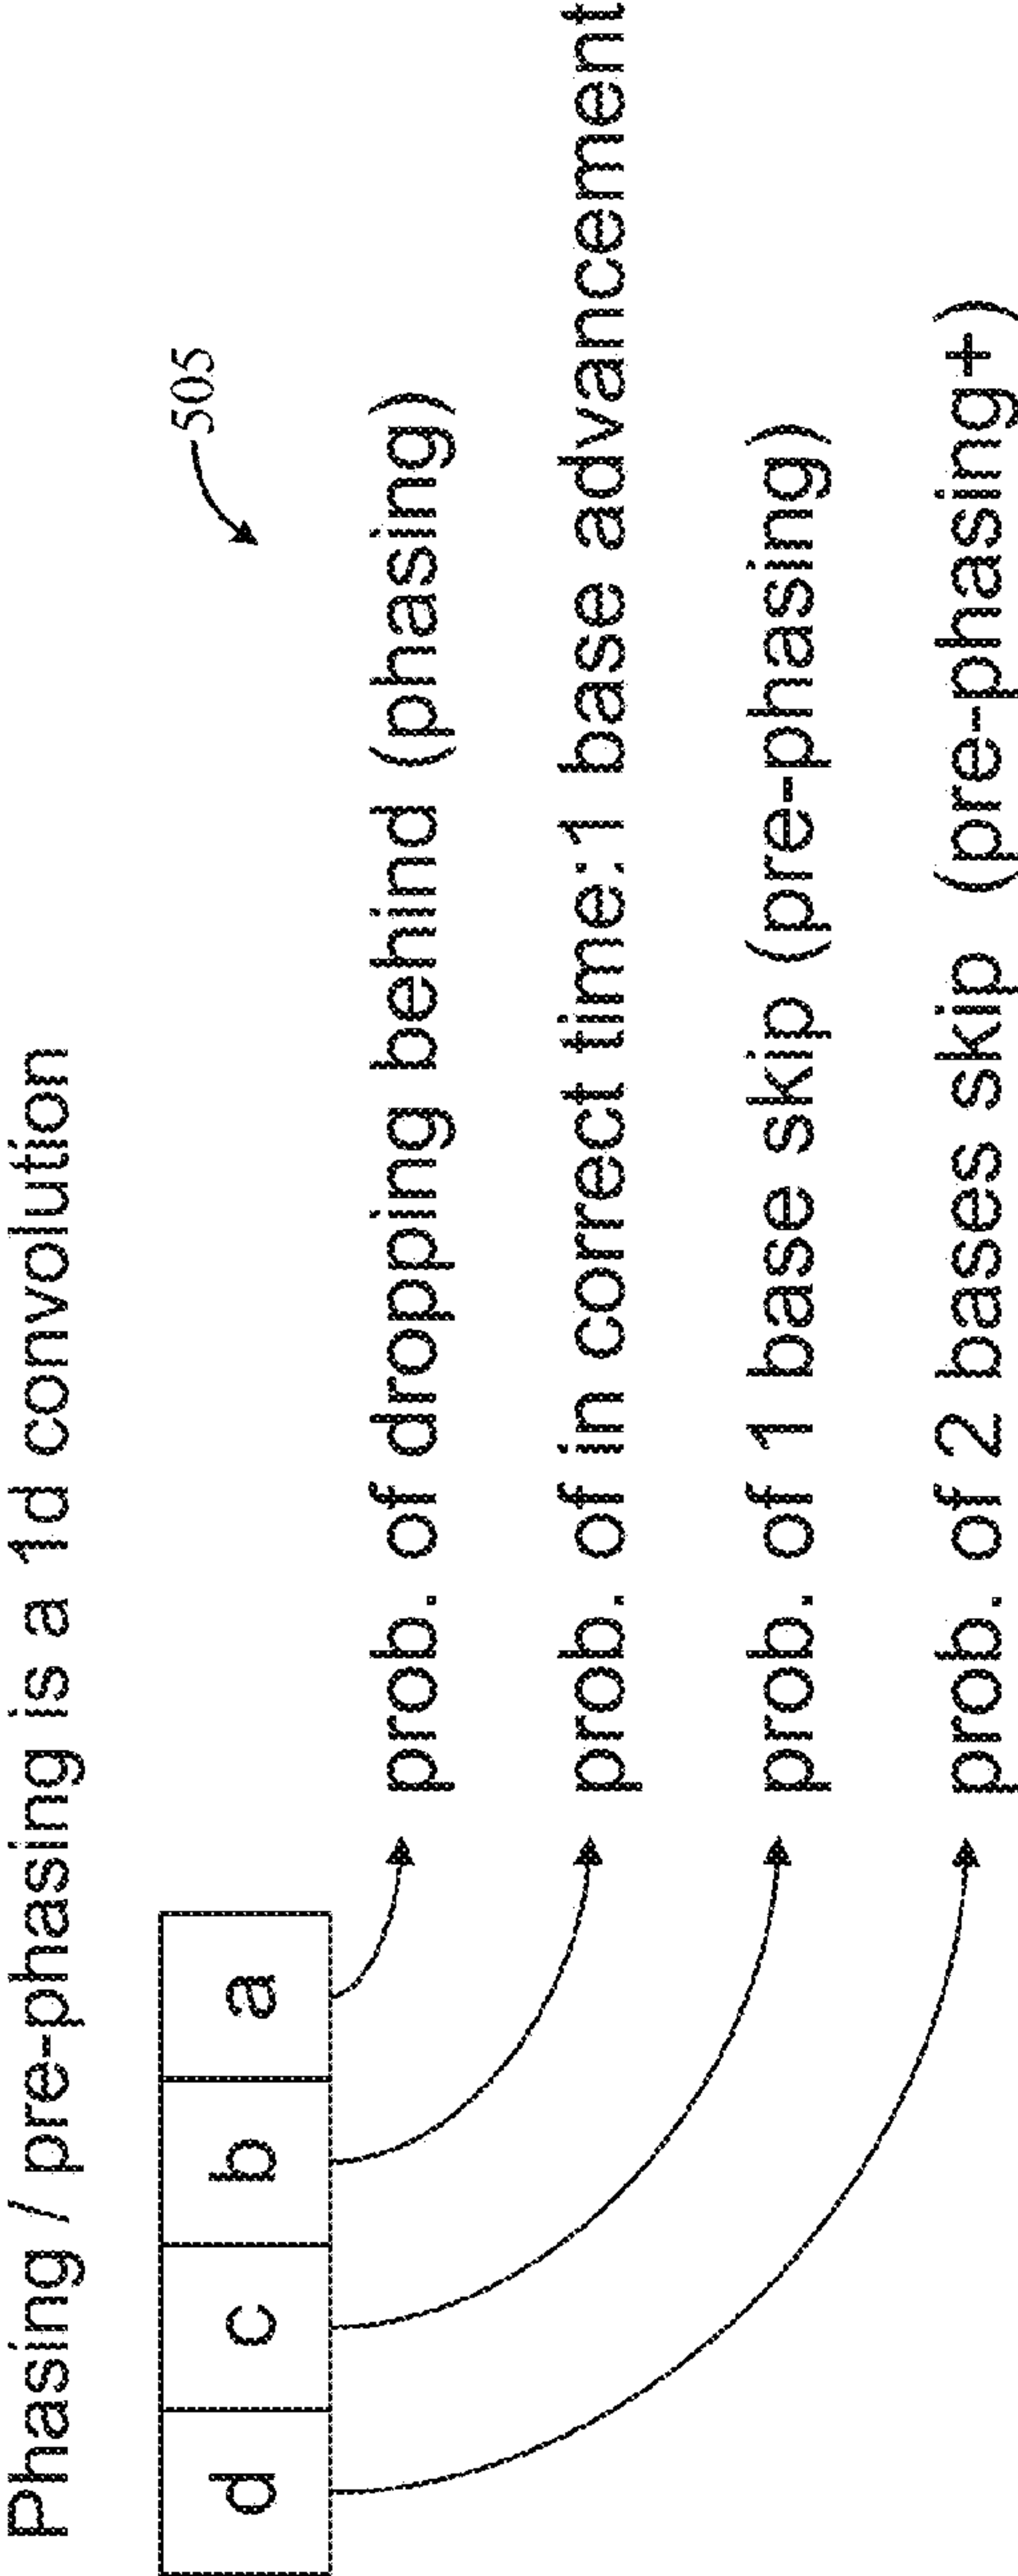 Phasing / pre-phasing is a 1d convolution
505
d c b a
prob. of dropping behind (phasing)
prob. of in correct time:1 base advancement
prob. of 1 base skip (pre-phasing)
prob. of 2 bases skip (pre-phasing+)